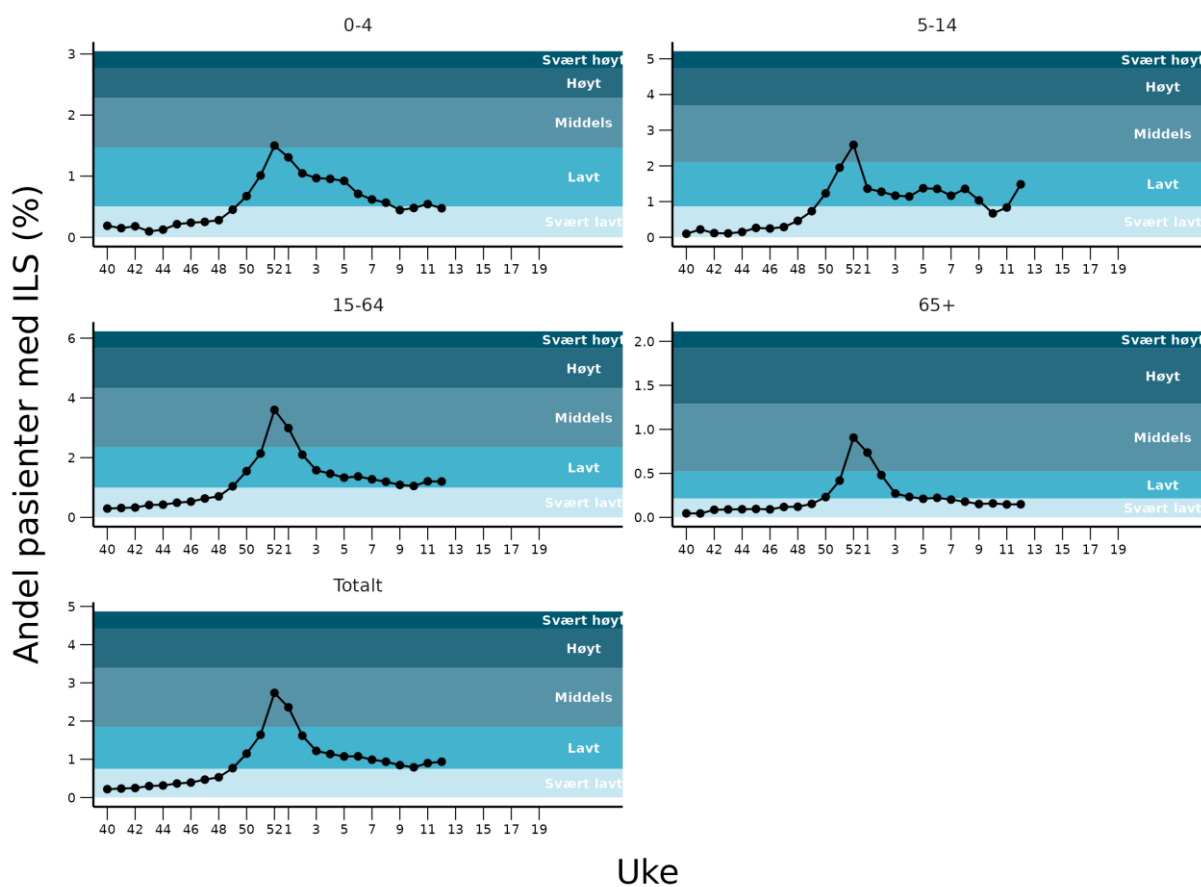 Andel pasienter med ILS (%)
0-4
3
2
1
0
Svært høyt
Høyt
Middels
Lavt
Svært lavt
40 42 44 46 48 50 52 1 3 5 7 9 11 13 15 17 19
5-14
5
4
3
2
1
0
Svært høyt
Høyt
Middels
Lavt
Svært lavt
40 42 44 46 48 50 52 1 3 5 7 9 11 13 15 17 19
15-64
6
4
2
0
Svært høyt
Høyt
Middels
Lavt
Svært lavt
40 42 44 46 48 50 52 1 3 5 7 9 11 13 15 17 19
65+
2.0
1.5
1.0
0.5
0.0
Svært høyt
Høyt
Middels
Lavt
Svært lavt
40 42 44 46 48 50 52 1 3 5 7 9 11 13 15 17 19
Totalt
5
4
3
2
1
0
Svært høyt
Høyt
Middels
Lavt
Svært lavt
40 42 44 46 48 50 52 1 3 5 7 9 11 13 15 17 19
Uke